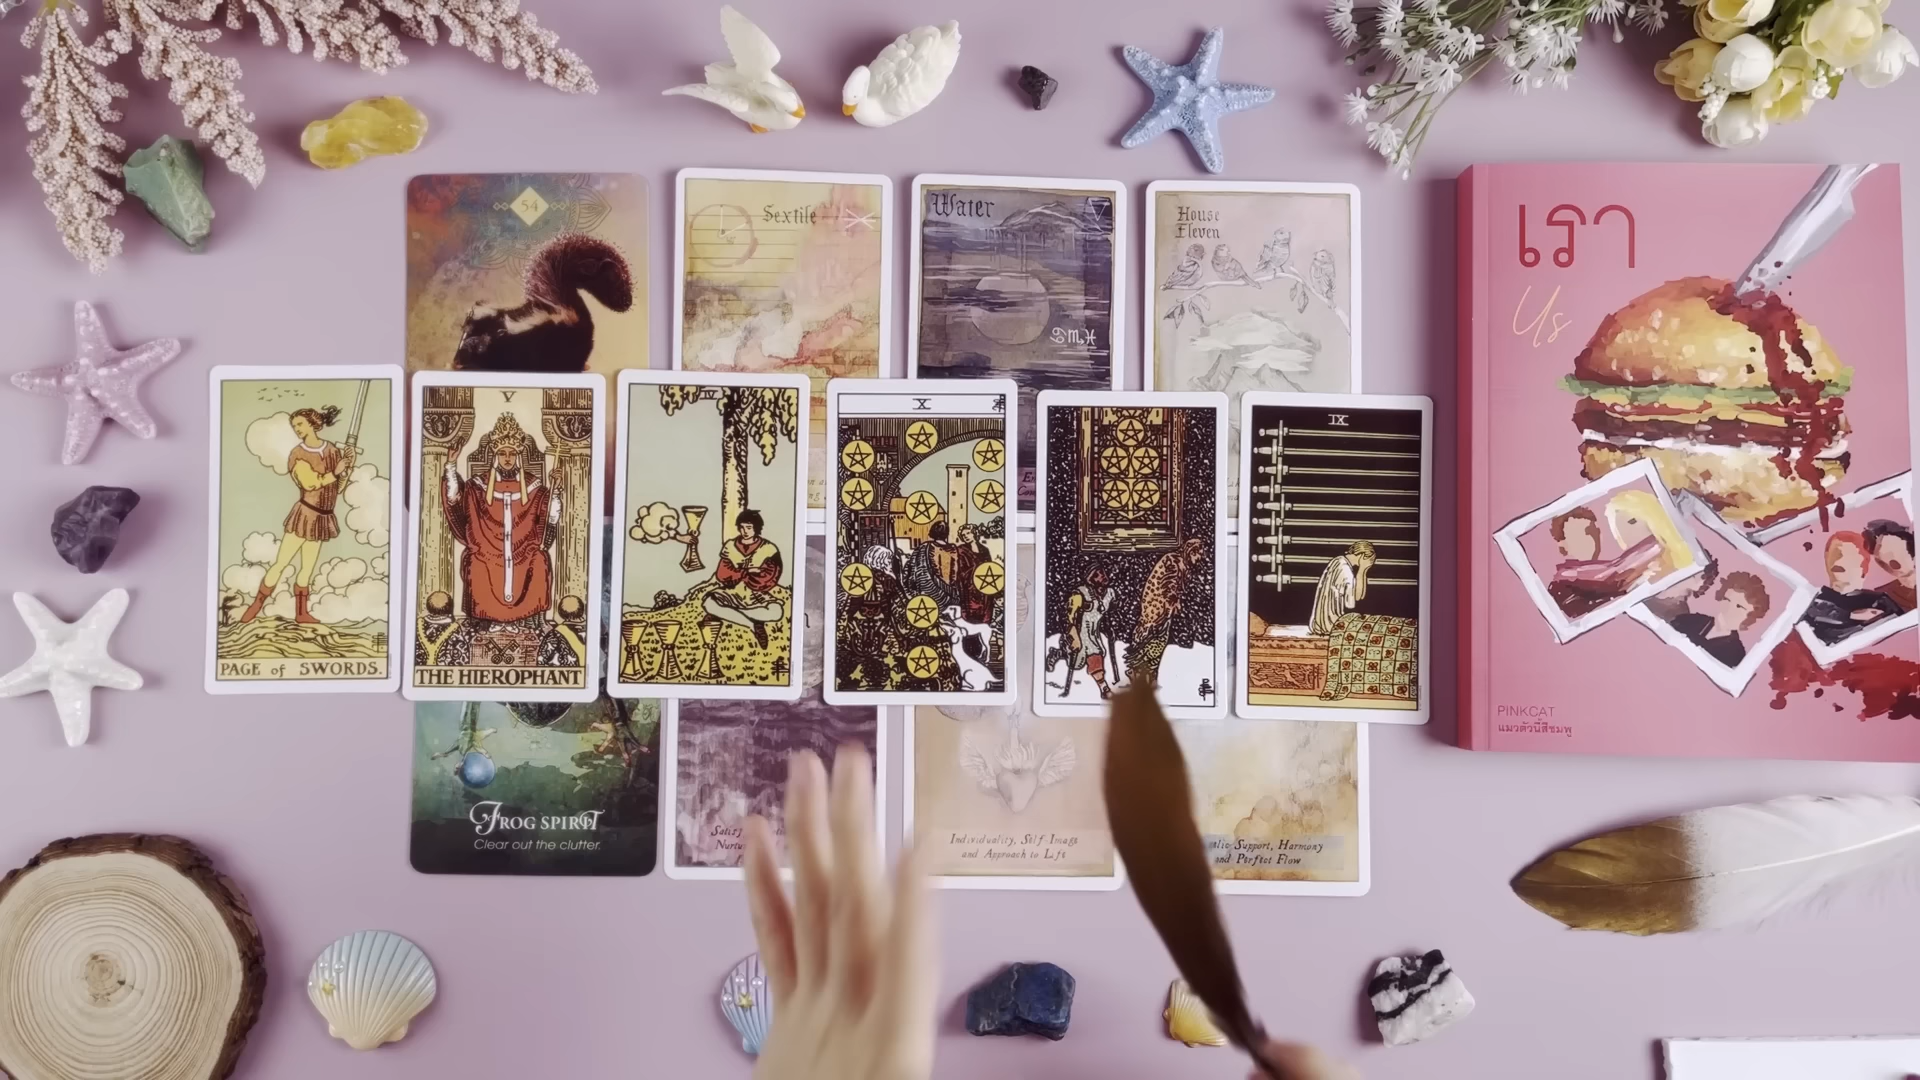 54
Sextile
Water
House
Eleven
♋♏♓
V
IV
X
IX
PAGE of SWORDS.
THE HIEROPHANT
FROG SPIRIT
Clear out the clutter.
Individuality, Self-Image
and Approach to Life
Support, Harmony
and Perfect Flow
เรา
Us
PINKCAT
แมวตัวนี้สีชมพู